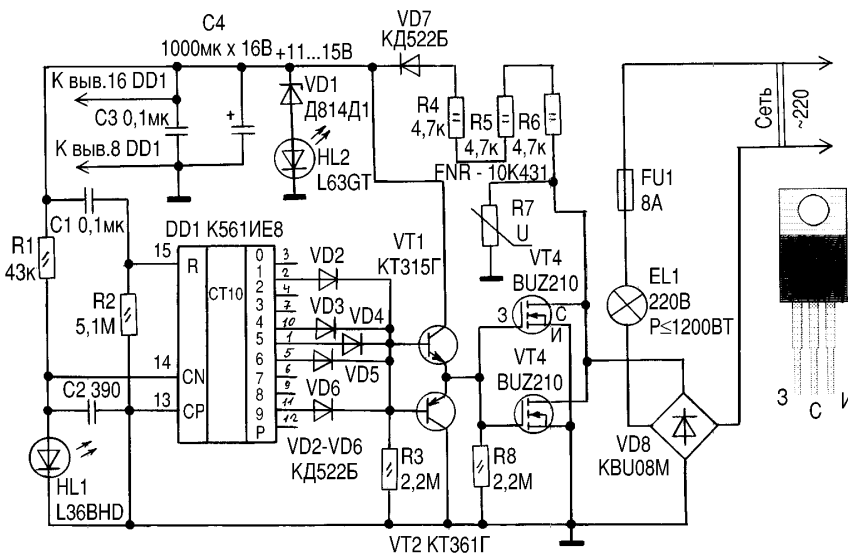 C4
1000мк x 16В
+11...15В
VD7
КД522Б
К выв.16 DD1
C3 0,1мк
К выв.8 DD1
+
VD1
Д814Д1
HL2
L63GT
R4
4,7к
R5
4,7к
R6
4,7к
FNR - 10K431
R7
U
Сеть
~220
FU1
8А
C1 0,1мк
DD1 К561ИЕ8
R1
43к
R2
5,1М
15
R
CT10
14
CN
13
CP
0
1
2
3
4
5
6
7
8
9
P
3
2
4
7
10
1
5
6
9
11
12
VD2
VD3
VD4
VD5
VD6
VD2-VD6
КД522Б
VT1
КТ315Г
VT4
BUZ210
З
С
И
VT4
BUZ210
EL1
220В
P≤1200ВТ
З
С
И
C2 390
HL1
L36BHD
R3
2,2М
R8
2,2М
VD8
KBU08M
VT2 КТ361Г